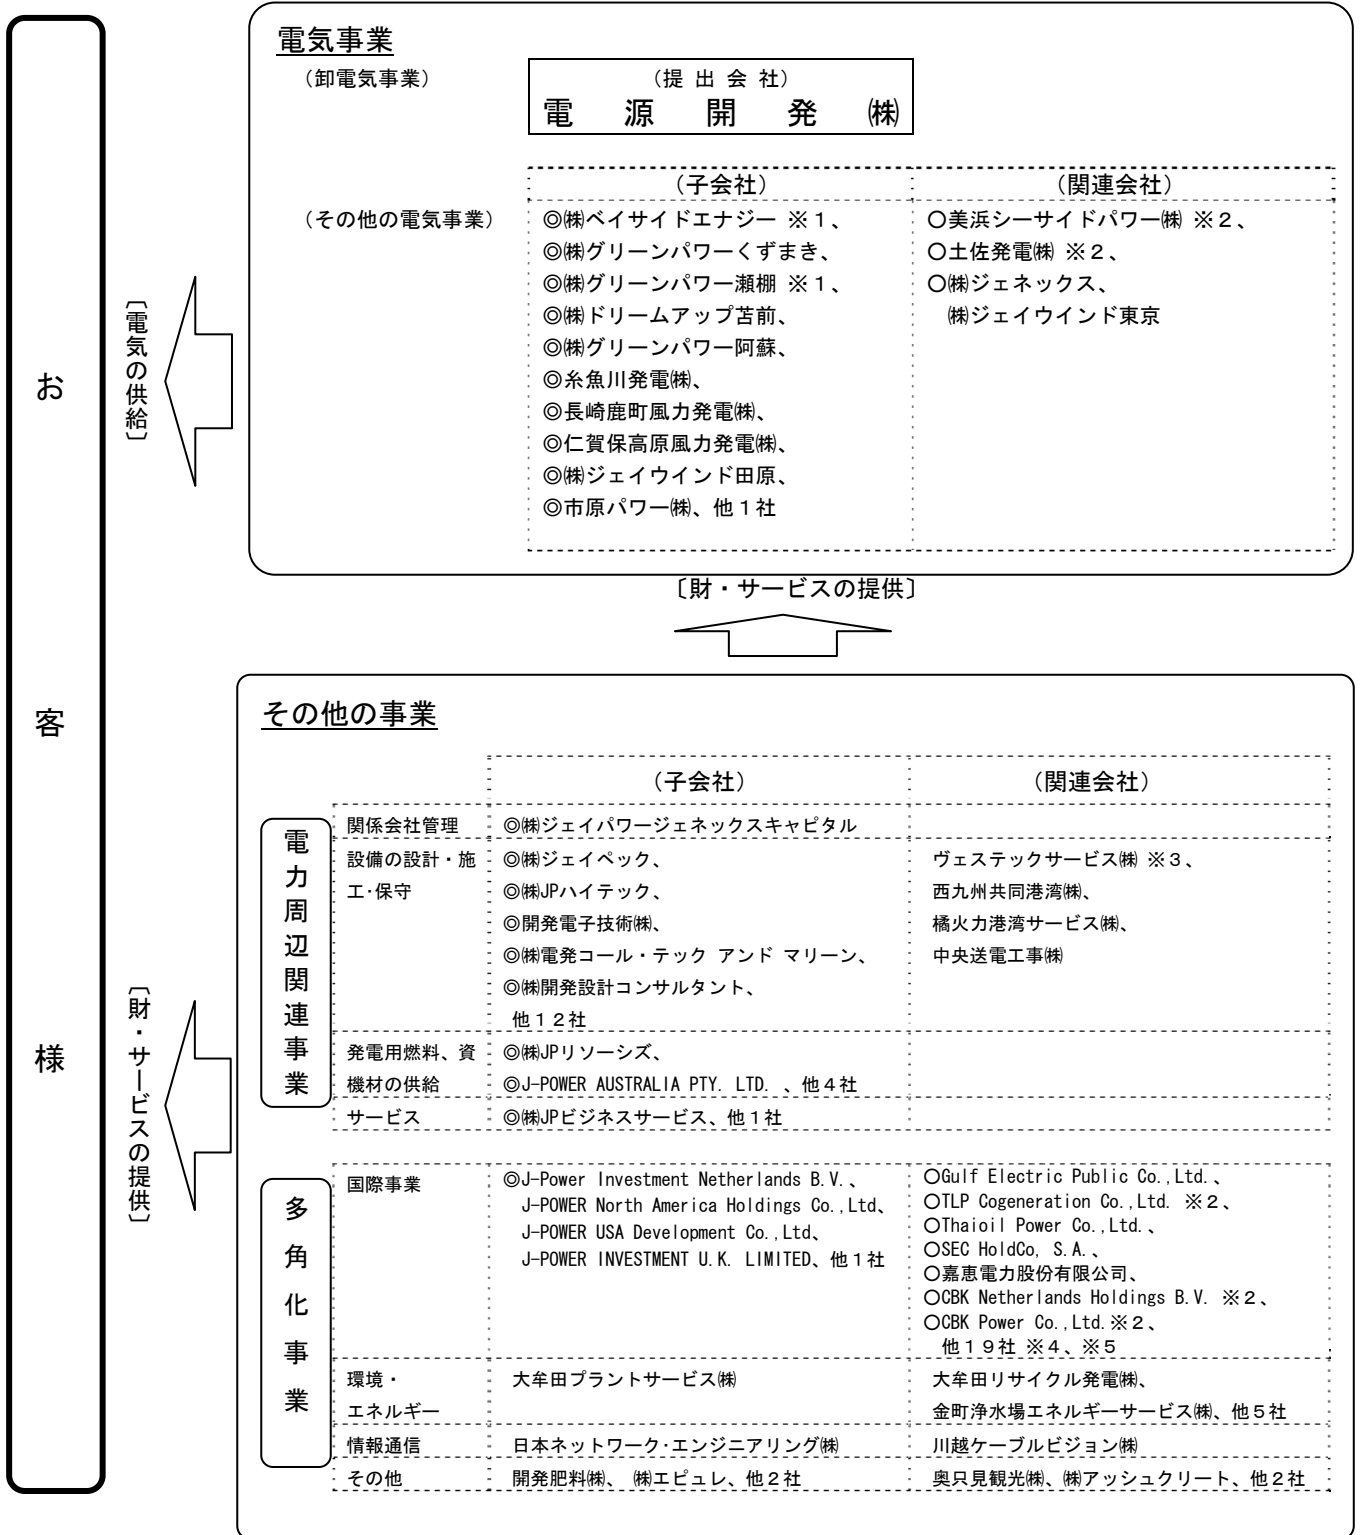 お客様
電気事業
（卸電気事業）
（提出会社）
電源開発㈱
（子会社）
（関連会社）
（その他の電気事業）
◎㈱ベイサイドエナジー ※１、
◎㈱グリーンパワーくずまき、
◎㈱グリーンパワー瀬棚 ※１、
◎㈱ドリームアップ苫前、
◎㈱グリーンパワー阿蘇、
◎糸魚川発電㈱、
◎長崎鹿町風力発電㈱、
◎仁賀保高原風力発電㈱、
◎㈱ジェイウインド田原、
◎市原パワー㈱、他１社
○美浜シーサイドパワー㈱ ※２、
○土佐発電㈱ ※２、
○㈱ジェネックス、
㈱ジェイウインド東京
〔電気の供給〕
〔財・サービスの提供〕
その他の事業
（子会社）
（関連会社）
電力周辺関連事業
関係会社管理
◎㈱ジェイパワージェネックスキャピタル
設備の設計・施
工・保守
◎㈱ジェイペック、
◎㈱JPハイテック、
◎開発電子技術㈱、
◎㈱電発コール・テック アンド マリーン、
◎㈱開発設計コンサルタント、
他１２社
ヴェステックサービス㈱ ※３、
西九州共同港湾㈱、
橘火力港湾サービス㈱、
中央送電工事㈱
発電用燃料、資
機材の供給
◎㈱JPリソーシズ、
◎J-POWER AUSTRALIA PTY. LTD. 、他４社
サービス
◎㈱JPビジネスサービス、他１社
〔財・サービスの提供〕
多角化事業
国際事業
◎J-Power Investment Netherlands B.V.、
J-POWER North America Holdings Co.,Ltd、
J-POWER USA Development Co.,Ltd、
J-POWER INVESTMENT U.K. LIMITED、他１社
○Gulf Electric Public Co.,Ltd.、
○TLP Cogeneration Co.,Ltd. ※２、
○Thaioil Power Co.,Ltd.、
○SEC HoldCo, S.A.、
○嘉恵電力股份有限公司、
○CBK Netherlands Holdings B.V. ※２、
○CBK Power Co.,Ltd.※２、
他１９社 ※４、※５
環境・
エネルギー
大牟田プラントサービス㈱
大牟田リサイクル発電㈱、
金町浄水場エネルギーサービス㈱、他５社
情報通信
日本ネットワーク・エンジニアリング㈱
川越ケーブルビジョン㈱
その他
開発肥料㈱、 ㈱エピュレ、他２社
奥只見観光㈱、㈱アッシュクリート、他２社